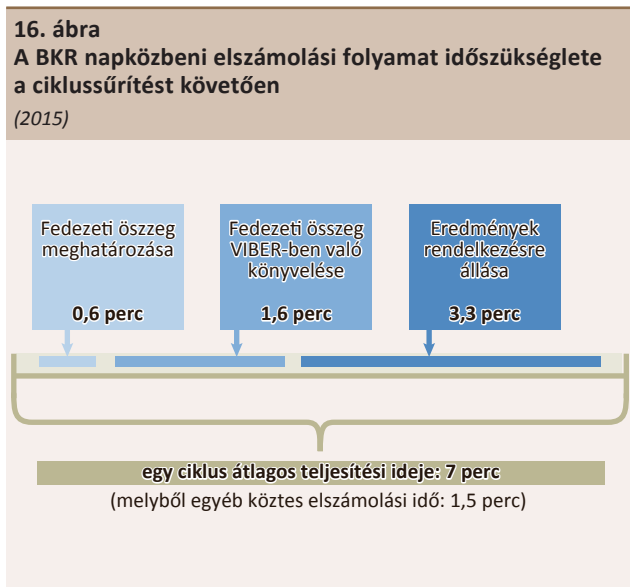 16. ábra
A BKR napközbeni elszámolási folyamat időszükséglete
a ciklussűrítést követően
(2015)
Fedezeti öszzeg
meghatározása
0,6 perc
Fedezeti összeg
VIBER-ben való
könyvelése
1,6 perc
Eredmények
rendelkezésre
állása
3,3 perc
egy ciklus átlagos teljesítési ideje: 7 perc
(melyből egyéb köztes elszámolási idő: 1,5 perc)